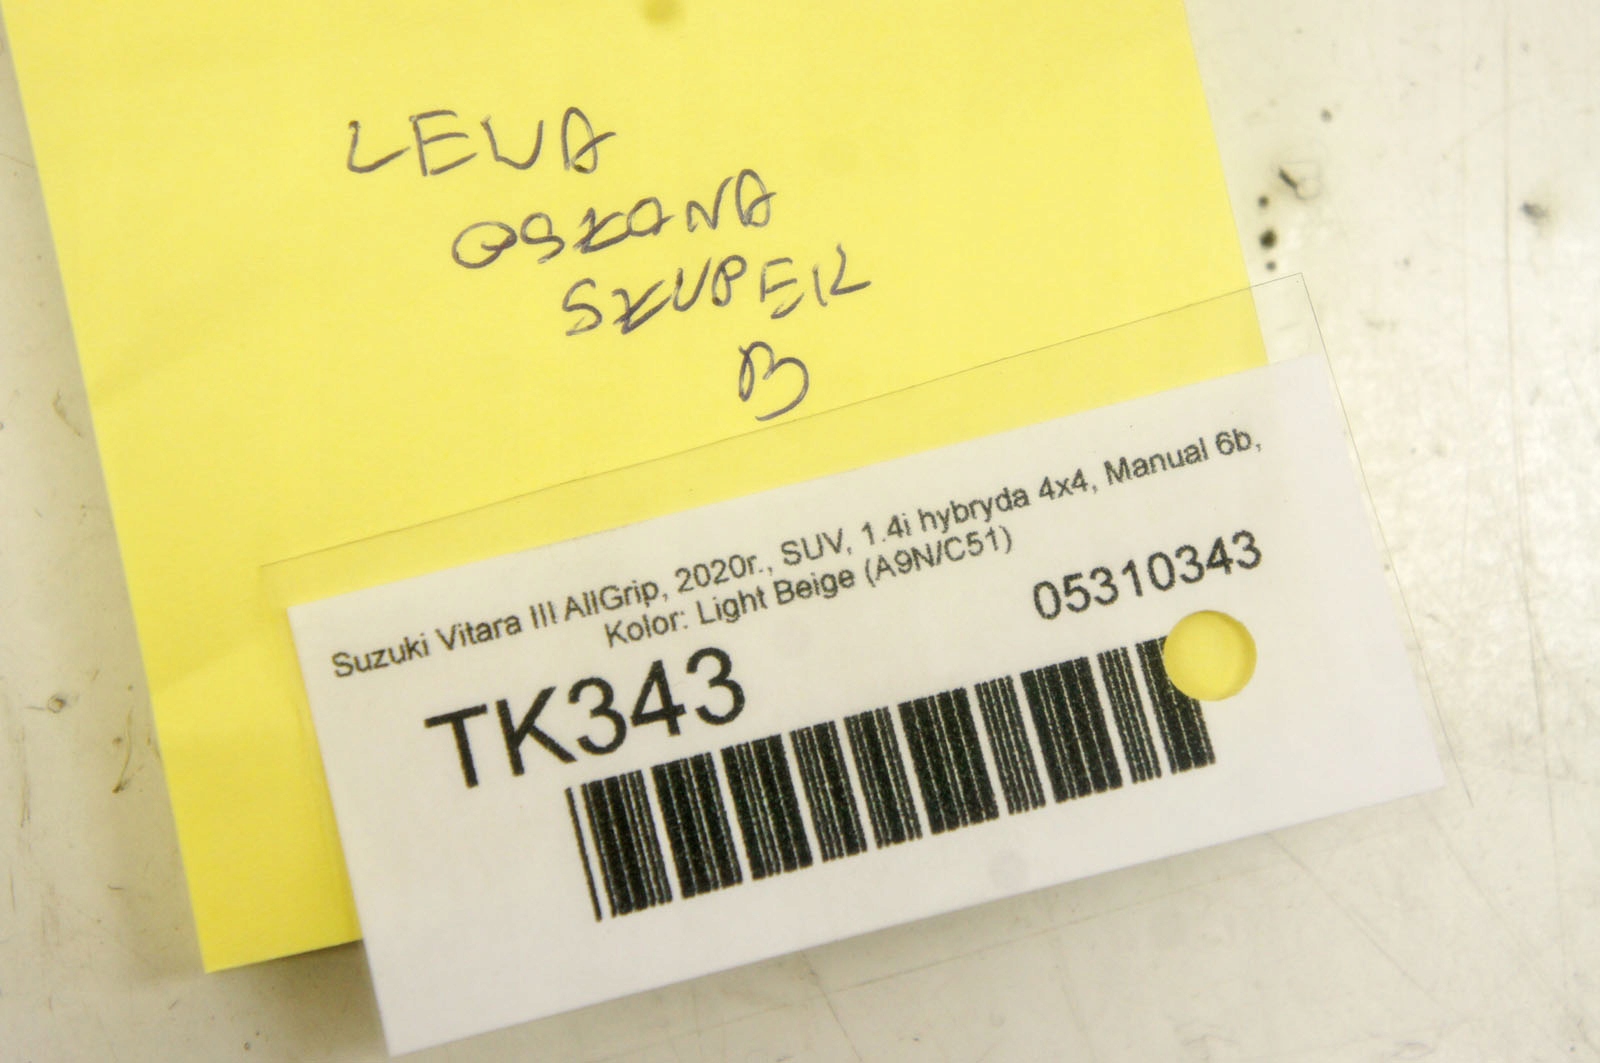 LEWA
OSZONA
SZUPER
B
Suzuki Vitara III AllGrip, 2020r., SUV, 1.4i hybryda 4x4, Manual 6b,
Kolor: Light Beige (A9N/C51)
05310343
TK343